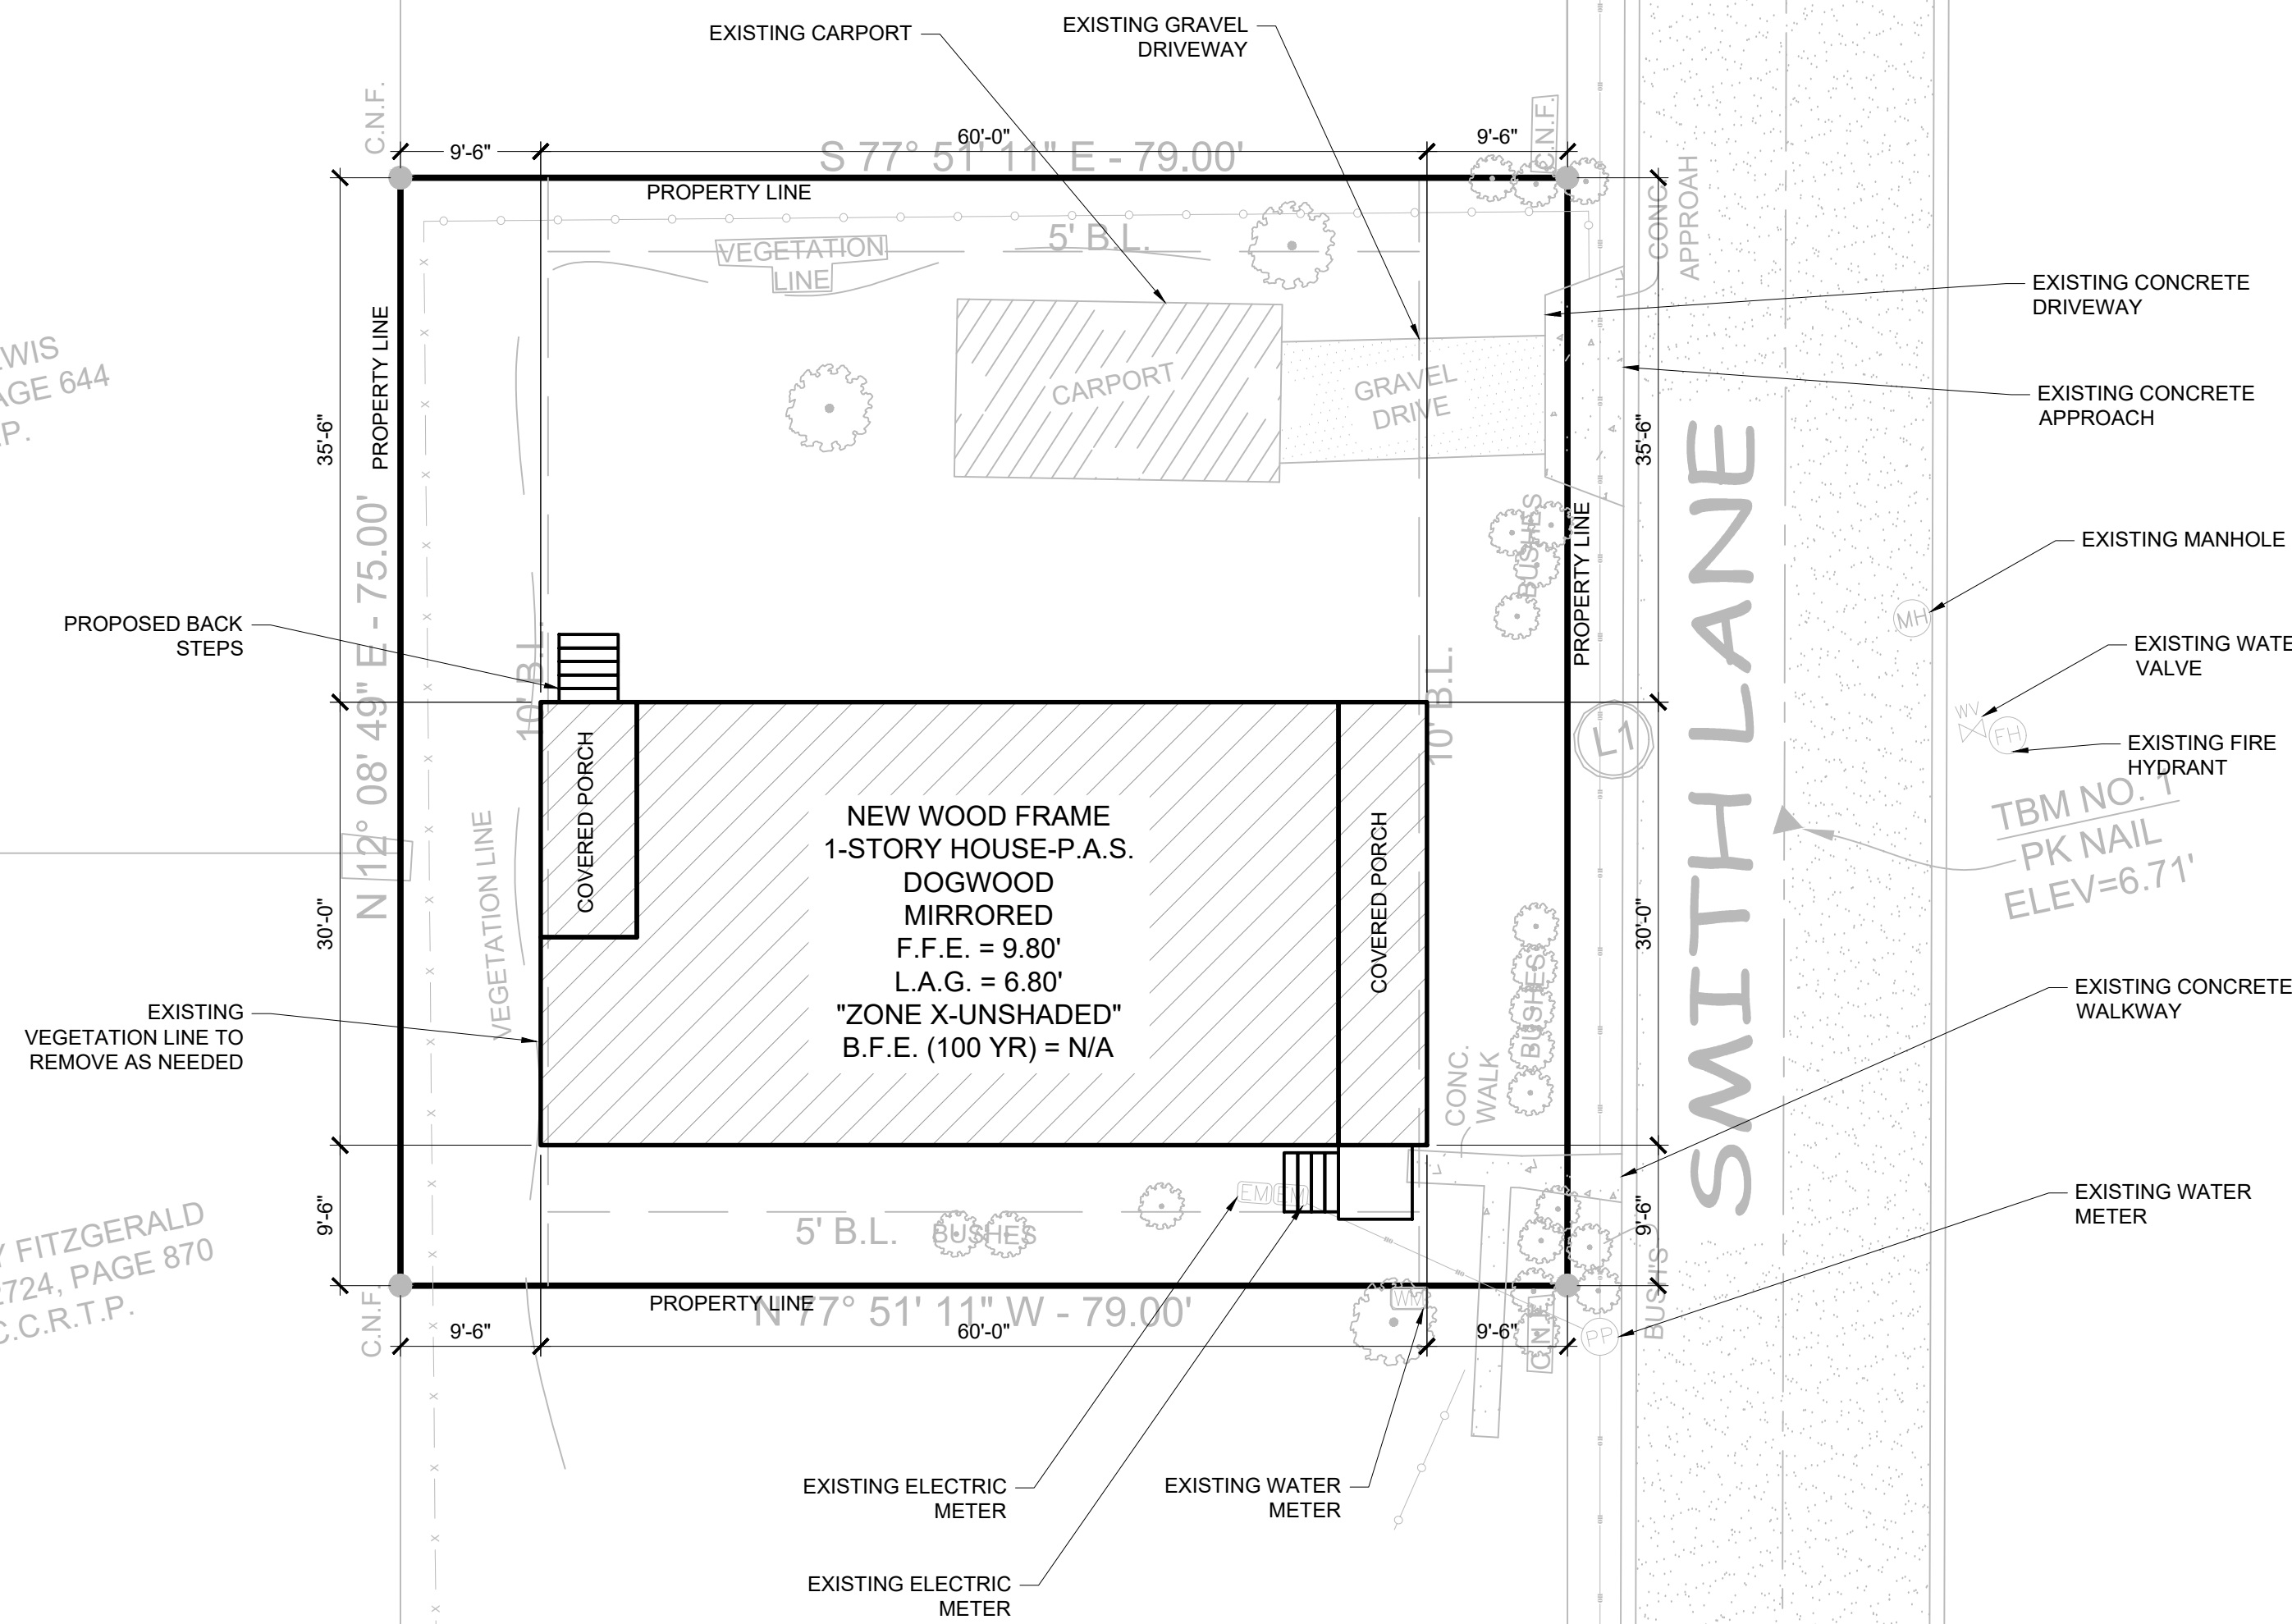 EXISTING CARPORT
EXISTING GRAVEL
DRIVEWAY
C.N.F.
C.N.F.
9'-6"
60'-0"
9'-6"
S 77° 51' 11" E - 79.00'
PROPERTY LINE
CONC
APPROAH
VEGETATION
LINE
5' B.L.
EXISTING CONCRETE
DRIVEWAY
PROPERTY LINE
CARPORT
GRAVEL
DRIVE
EXISTING CONCRETE
APPROACH
EWIS
AGE 644
.P.
35'-6"
35'-6"
N 12° 08' 49" E - 75.00'
BUSHES
PROPERTY LINE
SMITH LANE
EXISTING MANHOLE
MH
PROPOSED BACK
STEPS
10' B.L.
10' B.L.
EXISTING WATE
VALVE
WV
FH
EXISTING FIRE
HYDRANT
L1
COVERED PORCH
NEW WOOD FRAME
1-STORY HOUSE-P.A.S.
DOGWOOD
MIRRORED
F.F.E. = 9.80'
L.A.G. = 6.80'
"ZONE X-UNSHADED"
B.F.E. (100 YR) = N/A
COVERED PORCH
TBM NO. 1
PK NAIL
ELEV=6.71'
VEGETATION LINE
30'-0"
30'-0"
BUSHES
EXISTING
VEGETATION LINE TO
REMOVE AS NEEDED
EXISTING CONCRETE
WALKWAY
CONC.
WALK
Y FITZGERALD
2724, PAGE 870
C.C.R.T.P.
9'-6"
9'-6"
EM
EM
5' B.L.
BUSHES
EXISTING WATER
METER
BUSH'S
PROPERTY LINE
N 77° 51' 11" W - 79.00'
WM
C.N.F.
C.N.F.
PP
9'-6"
60'-0"
9'-6"
EXISTING ELECTRIC
METER
EXISTING WATER
METER
EXISTING ELECTRIC
METER